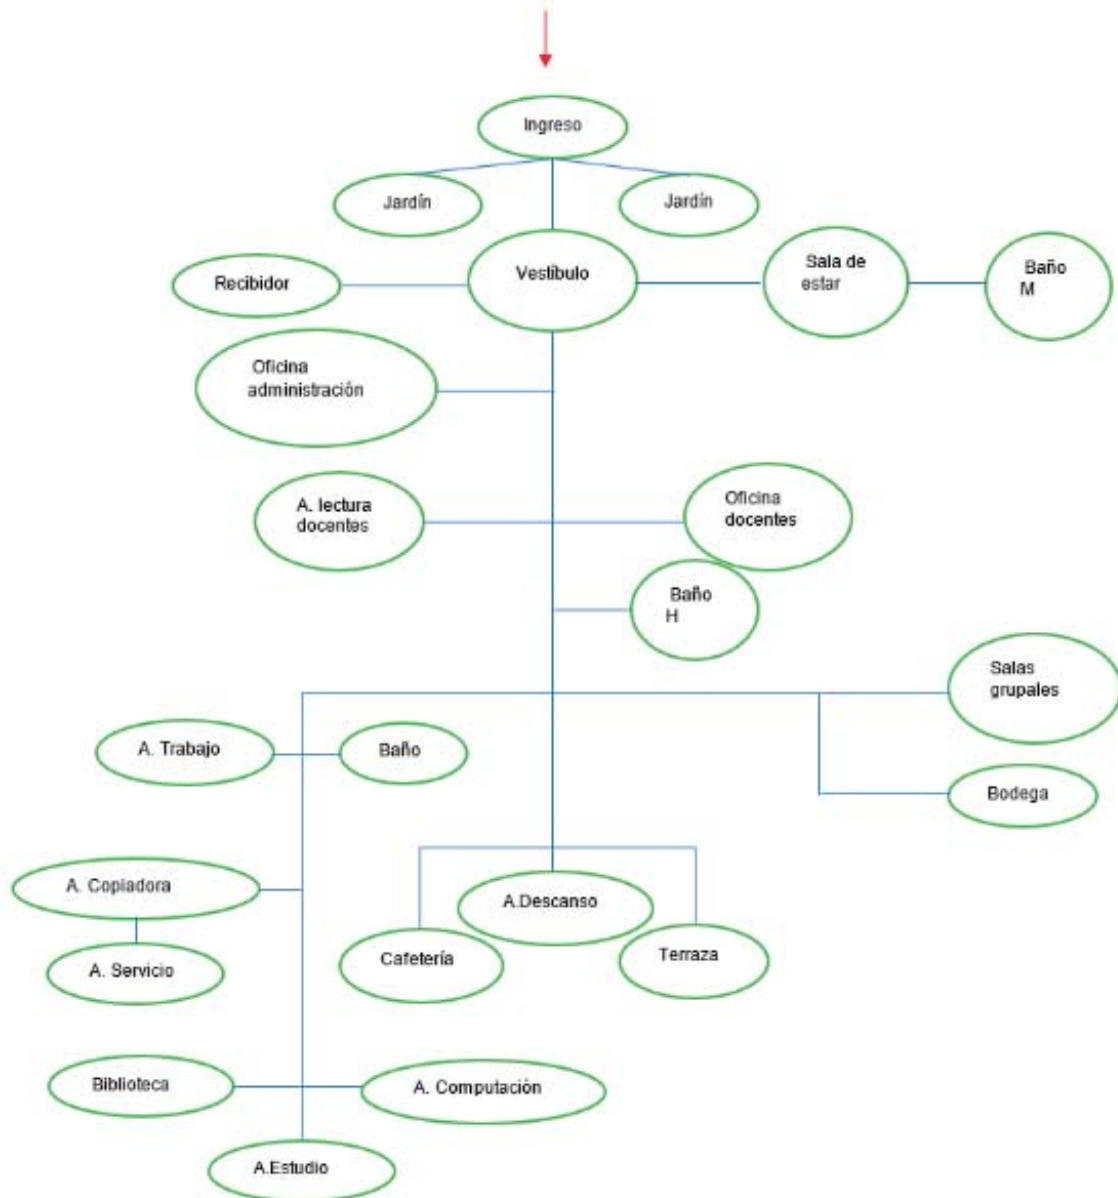 Ingreso
Jardín
Jardín
Recibidor
Vestíbulo
Sala de
estar
Baño
M
Oficina
administración
A. lectura
docentes
Oficina
docentes
Baño
H
Salas
grupales
A. Trabajo
Baño
Bodega
A. Copiadora
A.Descanso
A. Servicio
Cafetería
Terraza
Biblioteca
A. Computación
A.Estudio